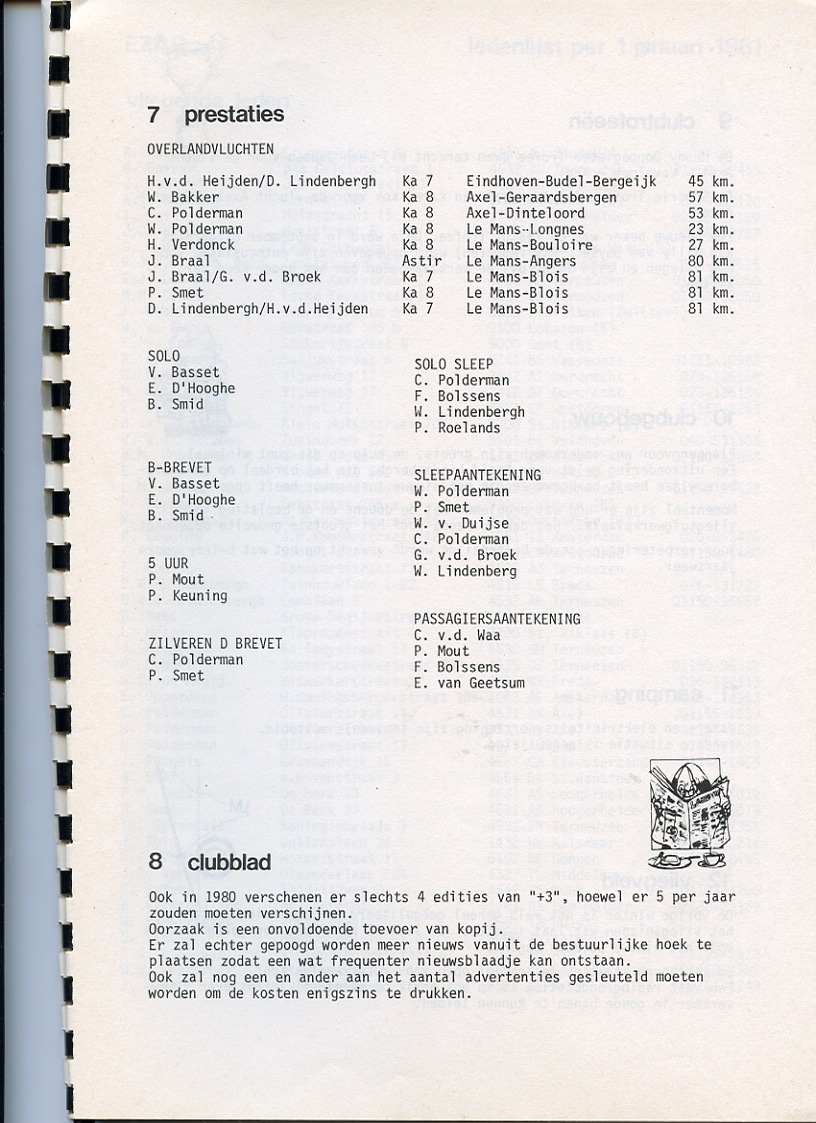 7 prestaties
OVERLANDVLUCHTEN
H.v.d. Heijden/D. Lindenbergh Ka 7 Eindhoven-Budel-Bergeijk 45 km.
W. Bakker Ka 8 Axel-Geraardsbergen 57 km.
C. Polderman Ka 8 Axel-Dinteloord 53 km.
W. Polderman Ka 8 Le Mans-Longnes 23 km.
H. Verdonck Ka 8 Le Mans-Bouloire 27 km.
J. Braal Astir Le Mans-Angers 80 km.
J. Braal/G. v.d. Broek Ka 7 Le Mans-Blois 81 km.
P. Smet Ka 8 Le Mans-Blois 81 km.
D. Lindenbergh/H.v.d.Heijden Ka 7 Le Mans-Blois 81 km.
SOLO
V. Basset
E. D'Hooghe
B. Smid
B-BREVET
V. Basset
E. D'Hooghe
B. Smid
5 UUR
P. Mout
P. Keuning
ZILVEREN D BREVET
C. Polderman
P. Smet
SOLO SLEEP
C. Polderman
F. Bolssens
W. Lindenbergh
P. Roelands
SLEEPAANTEKENING
W. Polderman
P. Smet
W. v. Duijse
C. Polderman
G. v.d. Broek
W. Lindenberg
PASSAGIERSAANTEKENING
C. v.d. Waa
P. Mout
F. Bolssens
E. van Geetsum
8 clubblad
Ook in 1980 verschenen er slechts 4 edities van "+3", hoewel er 5 per jaar
zouden moeten verschijnen.
Oorzaak is een onvoldoende toevoer van kopij.
Er zal echter gepoogd worden meer nieuws vanuit de bestuurlijke hoek te
plaatsen zodat een wat frequenter nieuwsblaadje kan ontstaan.
Ook zal nog een en ander aan het aantal advertenties gesleuteld moeten
worden om de kosten enigszins te drukken.